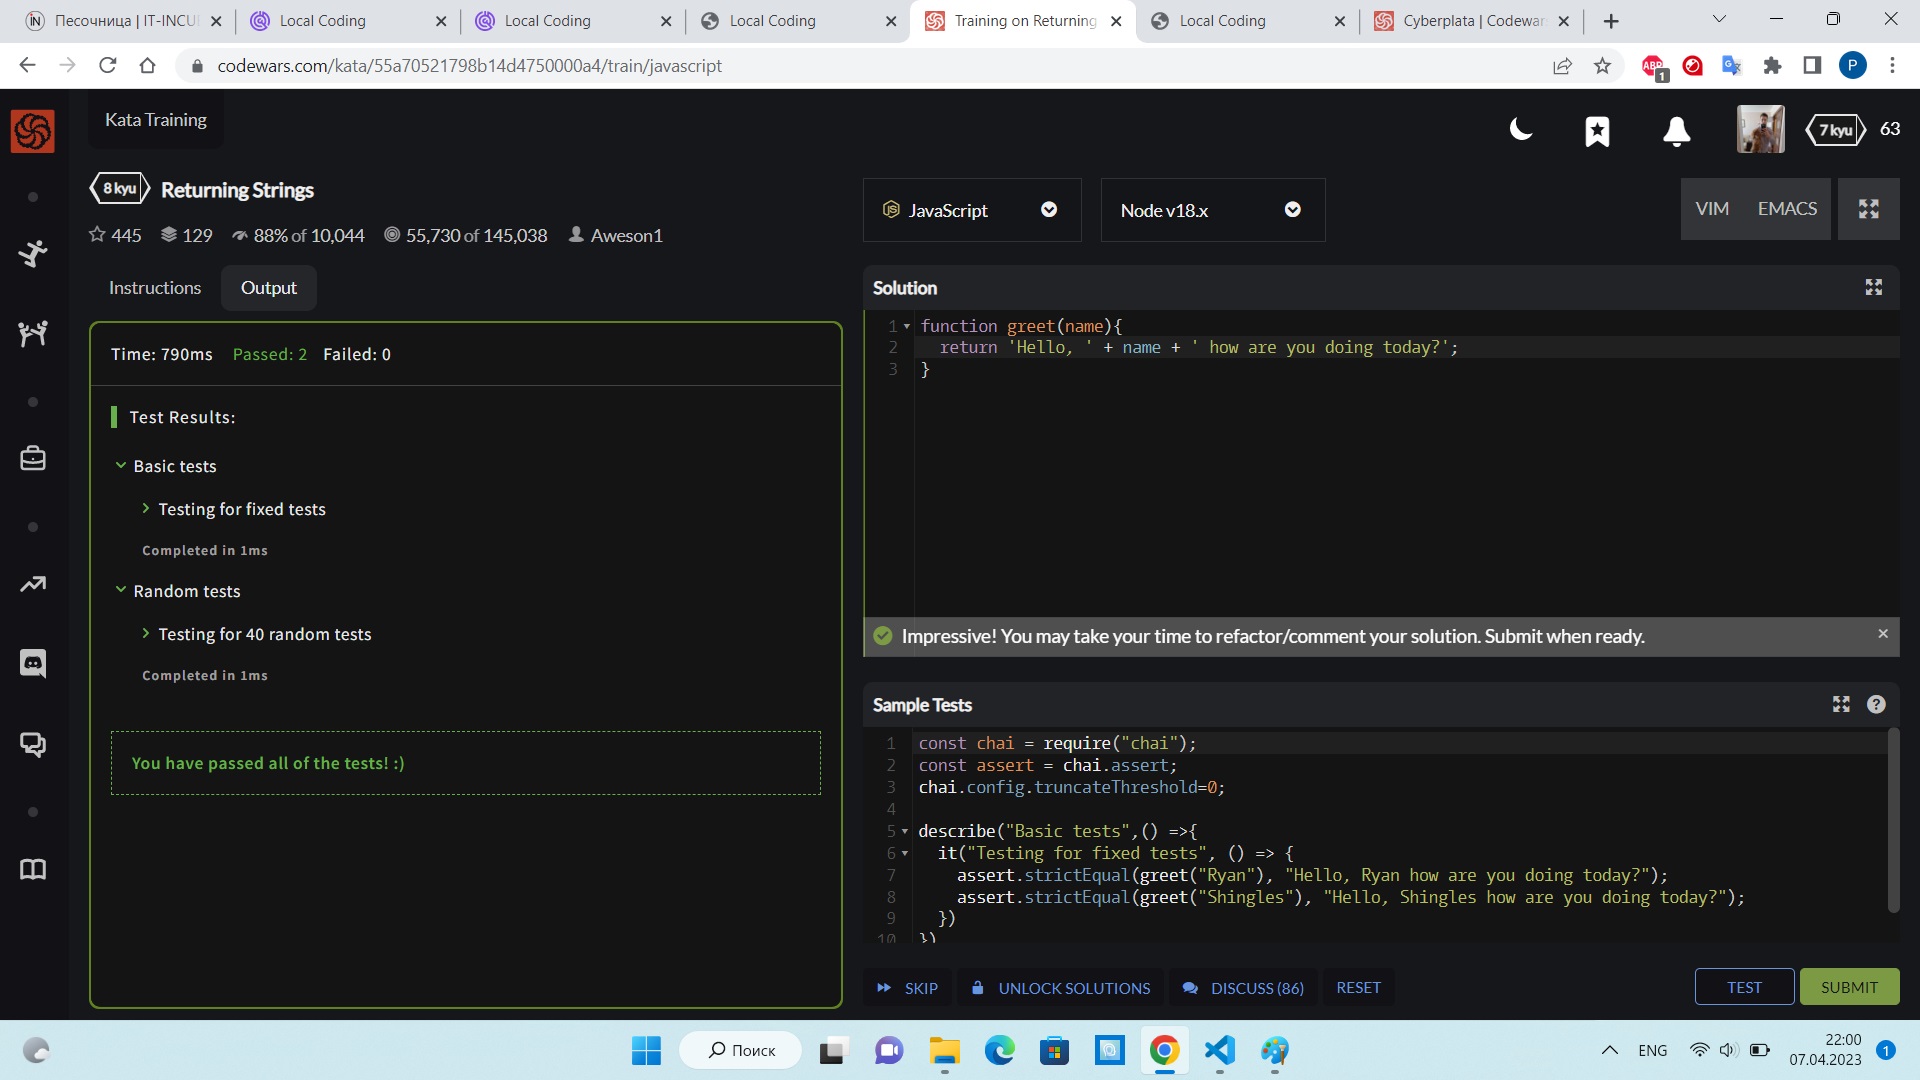 Песочница | IT-INCU
Local Coding
Local Coding
Local Coding
Training on Returning
Local Coding
Cyberplata | Codewar
codewars.com/kata/55a70521798b14d4750000a4/train/javascript
ABP
1
P
Kata Training
7 kyu
63
8 kyu
Returning Strings
445
129
88% of 10,044
55,730 of 145,038
Aweson1
JavaScript
Node v18.x
VIM
EMACS
Instructions
Output
Time: 790ms Passed: 2 Failed: 0
Test Results:
Basic tests
Testing for fixed tests
Completed in 1ms
Random tests
Testing for 40 random tests
Completed in 1ms
You have passed all of the tests! :)
Solution
1 function greet(name){
2 return 'Hello, ' + name + ' how are you doing today?';
3 }
Impressive! You may take your time to refactor/comment your solution. Submit when ready.
Sample Tests
1 const chai = require("chai");
2 const assert = chai.assert;
3 chai.config.truncateThreshold=0;
4
5 describe("Basic tests",() =>{
6 it("Testing for fixed tests", () => {
7 assert.strictEqual(greet("Ryan"), "Hello, Ryan how are you doing today?");
8 assert.strictEqual(greet("Shingles"), "Hello, Shingles how are you doing today?");
9 })
10 })
SKIP
UNLOCK SOLUTIONS
DISCUSS (86)
RESET
TEST
SUBMIT
Поиск
ENG
22:00
07.04.2023
1